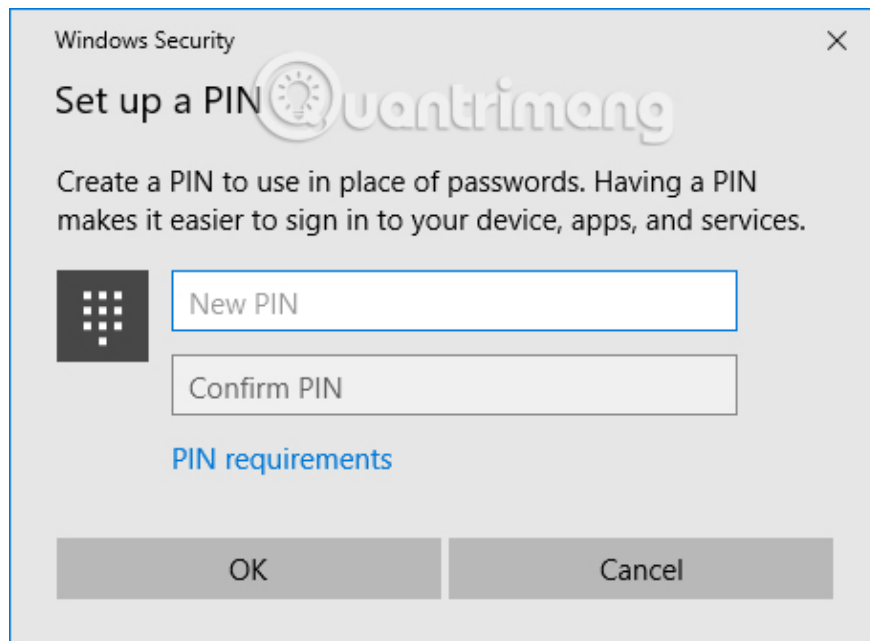 Windows Security
Set up a PIN
Quantrimang
Create a PIN to use in place of passwords. Having a PIN
makes it easier to sign in to your device, apps, and services.
New PIN
Confirm PIN
PIN requirements
OK
Cancel